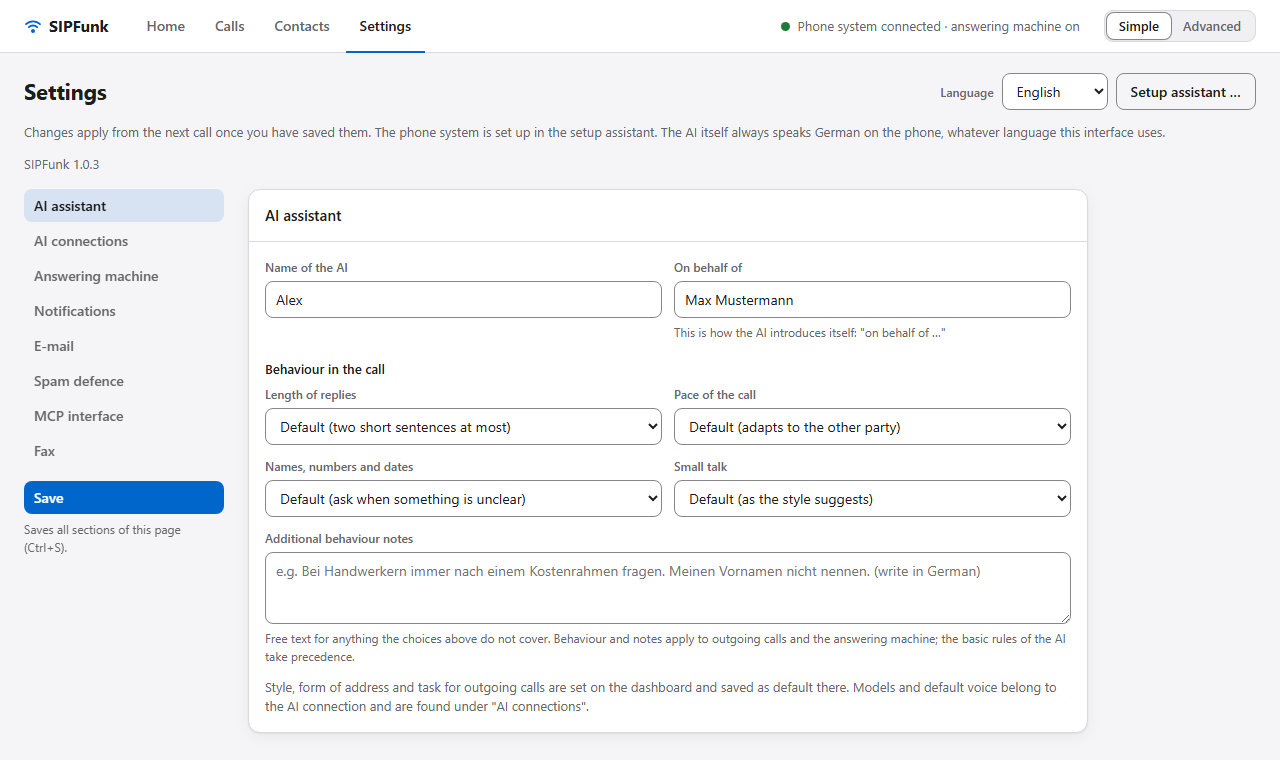 SIPFunk
Home
Calls
Contacts
Settings
Phone system connected · answering machine on
Simple
Advanced
Settings
Language
English
Setup assistant ...
Changes apply from the next call once you have saved them. The phone system is set up in the setup assistant. The AI itself always speaks German on the phone, whatever language this interface uses.
SIPFunk 1.0.3
AI assistant
AI connections
Answering machine
Notifications
E-mail
Spam defence
MCP interface
Fax
Save
Saves all sections of this page
(Ctrl+S).
AI assistant
Name of the AI
Alex
On behalf of
Max Mustermann
This is how the AI introduces itself: "on behalf of ..."
Behaviour in the call
Length of replies
Default (two short sentences at most)
Pace of the call
Default (adapts to the other party)
Names, numbers and dates
Default (ask when something is unclear)
Small talk
Default (as the style suggests)
Additional behaviour notes
e.g. Bei Handwerkern immer nach einem Kostenrahmen fragen. Meinen Vornamen nicht nennen. (write in German)
Free text for anything the choices above do not cover. Behaviour and notes apply to outgoing calls and the answering machine; the basic rules of the AI
take precedence.
Style, form of address and task for outgoing calls are set on the dashboard and saved as default there. Models and default voice belong to
the AI connection and are found under "AI connections".